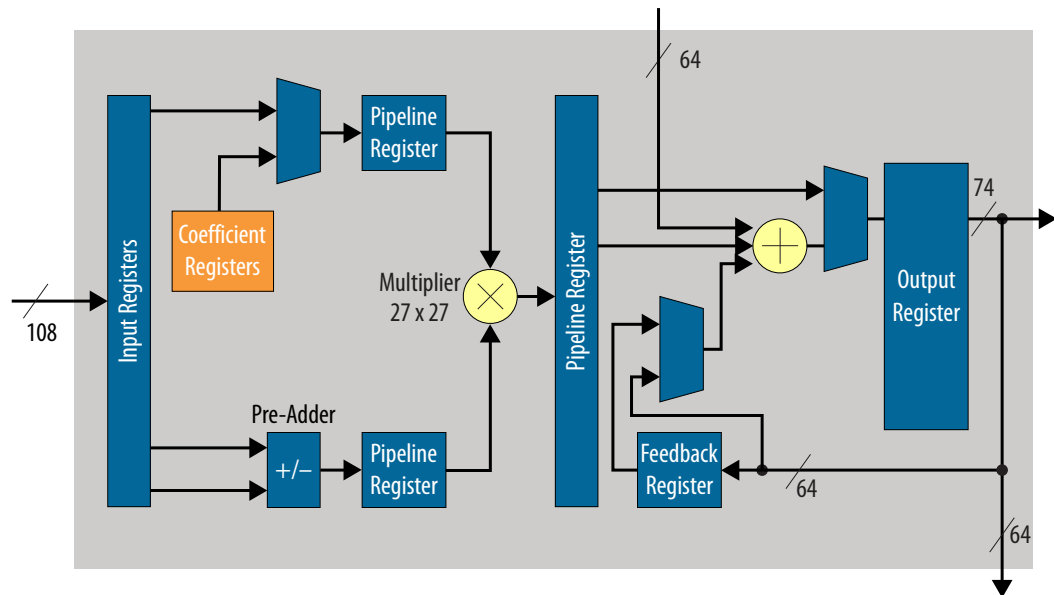 64
Input Registers
Pipeline
Register
Coefficient
Registers
Multiplier
27 x 27
Pipeline Register
74
Output
Register
108
Pre-Adder
+/−
Pipeline
Register
Feedback
Register
64
64